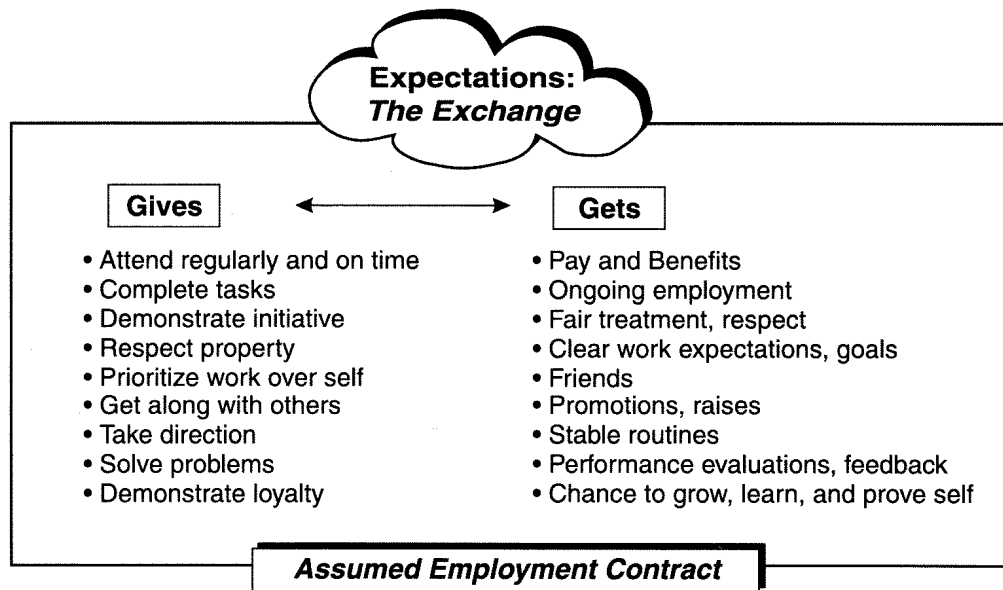 Expectations:
The Exchange
Gives
Gets
• Attend regularly and on time
• Complete tasks
• Demonstrate initiative
• Respect property
• Prioritize work over self
• Get along with others
• Take direction
• Solve problems
• Demonstrate loyalty
• Pay and Benefits
• Ongoing employment
• Fair treatment, respect
• Clear work expectations, goals
• Friends
• Promotions, raises
• Stable routines
• Performance evaluations, feedback
• Chance to grow, learn, and prove self
Assumed Employment Contract